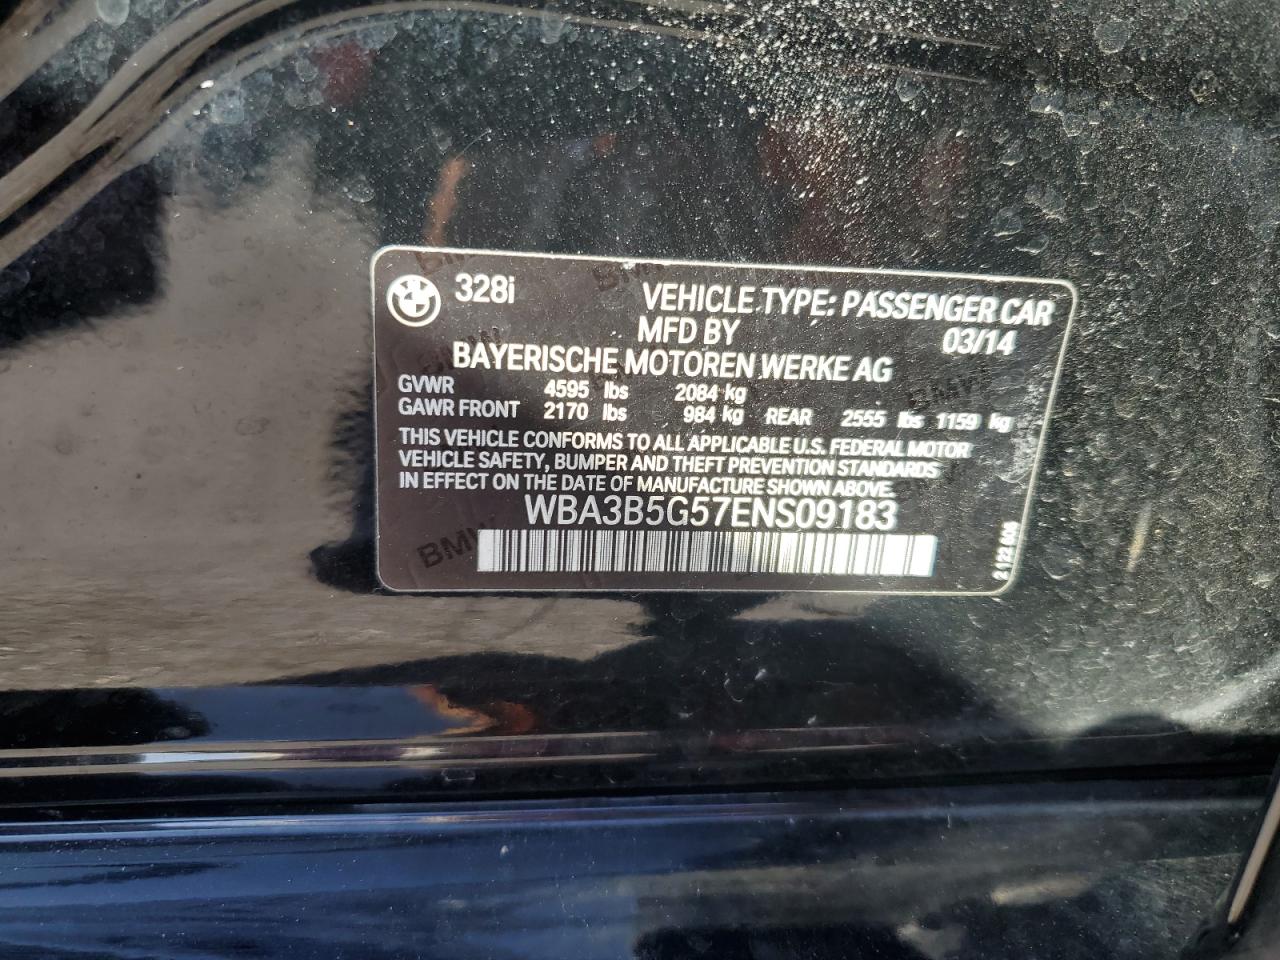 328i VEHICLE TYPE: PASSENGER CAR
MFD BY 03/14
BAYERISCHE MOTOREN WERKE AG
GVWR 4595 lbs 2084 kg
GAWR FRONT 2170 lbs 984 kg REAR 2555 lbs 1159 kg
THIS VEHICLE CONFORMS TO ALL APPLICABLE U.S. FEDERAL MOTOR
VEHICLE SAFETY, BUMPER AND THEFT PREVENTION STANDARDS
IN EFFECT ON THE DATE OF MANUFACTURE SHOWN ABOVE.
WBA3B5G57ENS09183
BMW